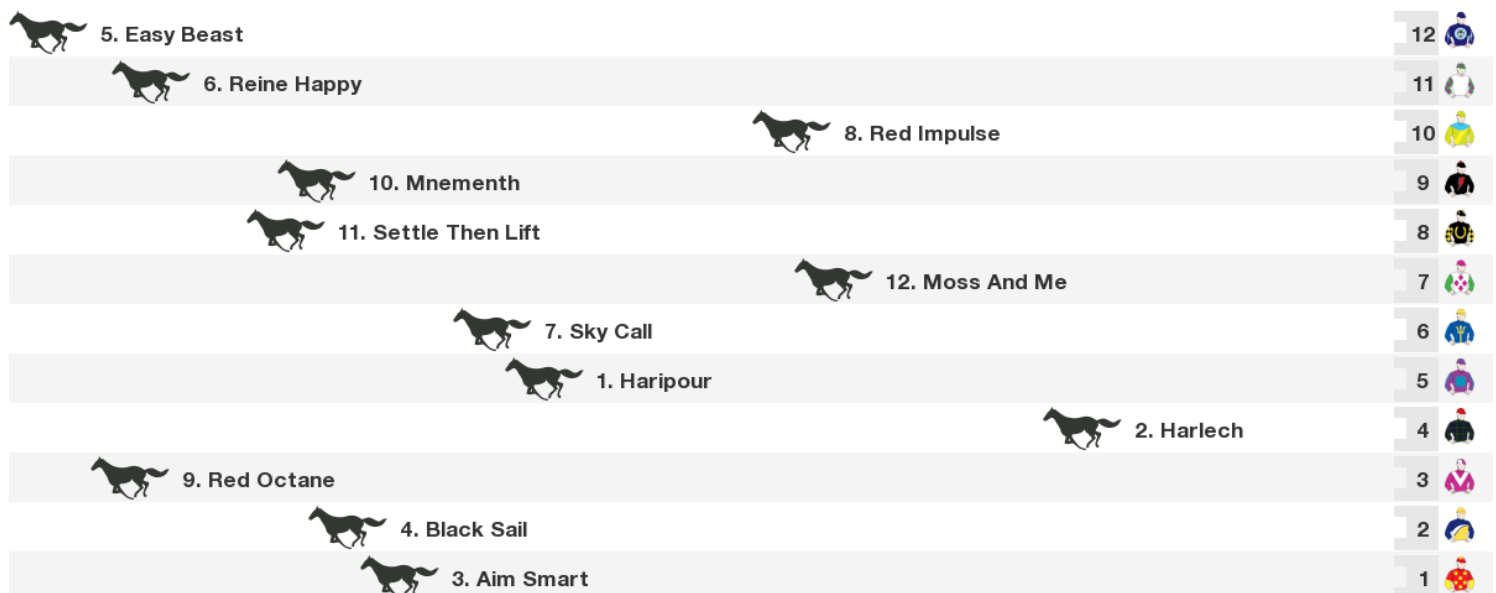 5. Easy Beast 12
6. Reine Happy 11
8. Red Impulse 10
10. Mnementh 9
11. Settle Then Lift 8
12. Moss And Me 7
7. Sky Call 6
1. Haripour 5
2. Harlech 4
9. Red Octane 3
4. Black Sail 2
3. Aim Smart 1